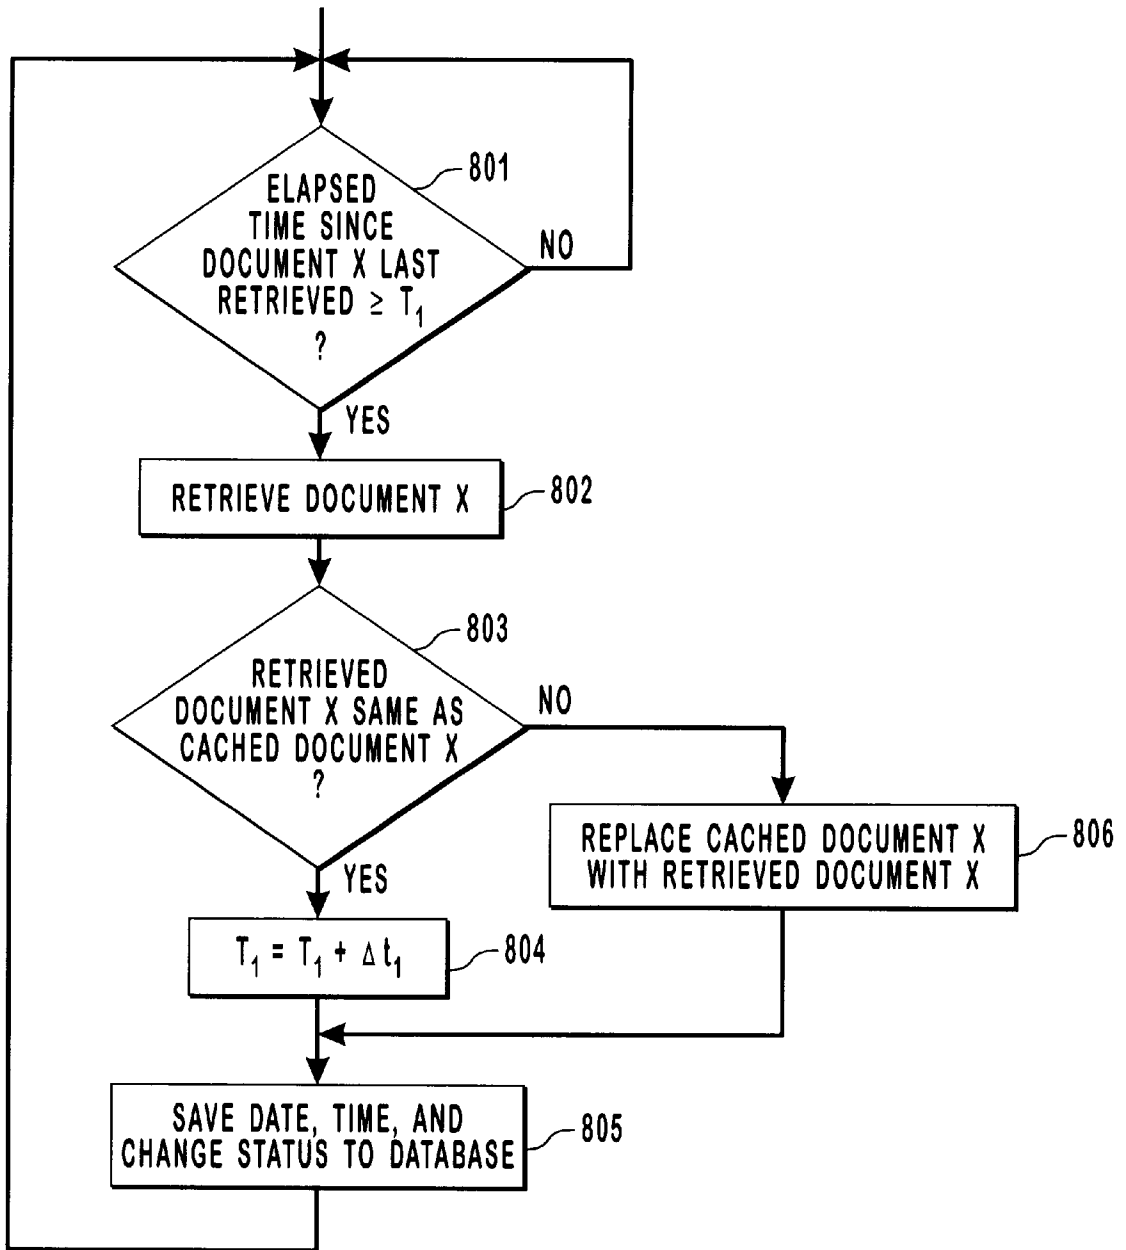 801
ELAPSED
TIME SINCE
DOCUMENT X LAST
RETRIEVED ≥ T₁
?
NO
YES
RETRIEVE DOCUMENT X
802
803
RETRIEVED
DOCUMENT X SAME AS
CACHED DOCUMENT X
?
NO
YES
REPLACE CACHED DOCUMENT X
WITH RETRIEVED DOCUMENT X
806
T₁ = T₁ + Δt₁
804
SAVE DATE, TIME, AND
CHANGE STATUS TO DATABASE
805